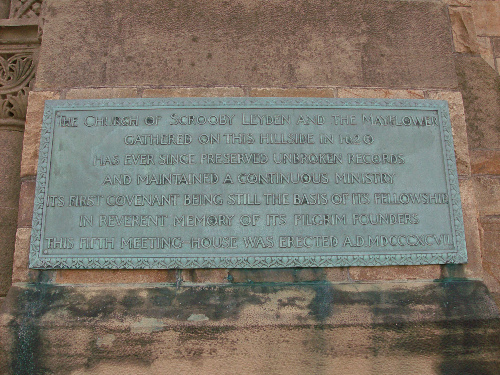 THE CHURCH OF SCROOBY LEYDEN AND THE MAYFLOWER
GATHERED ON THIS HILLSIDE IN 1620
HAS EVER SINCE PRESERVED UNBROKEN RECORDS
AND MAINTAINED A CONTINUOUS MINISTRY
ITS FIRST COVENANT BEING STILL THE BASIS OF ITS FELLOWSHIP
IN REVERENT MEMORY OF ITS PILGRIM FOUNDERS
THIS FIFTH MEETING HOUSE WAS ERECTED A.D. MDCCCXCVII